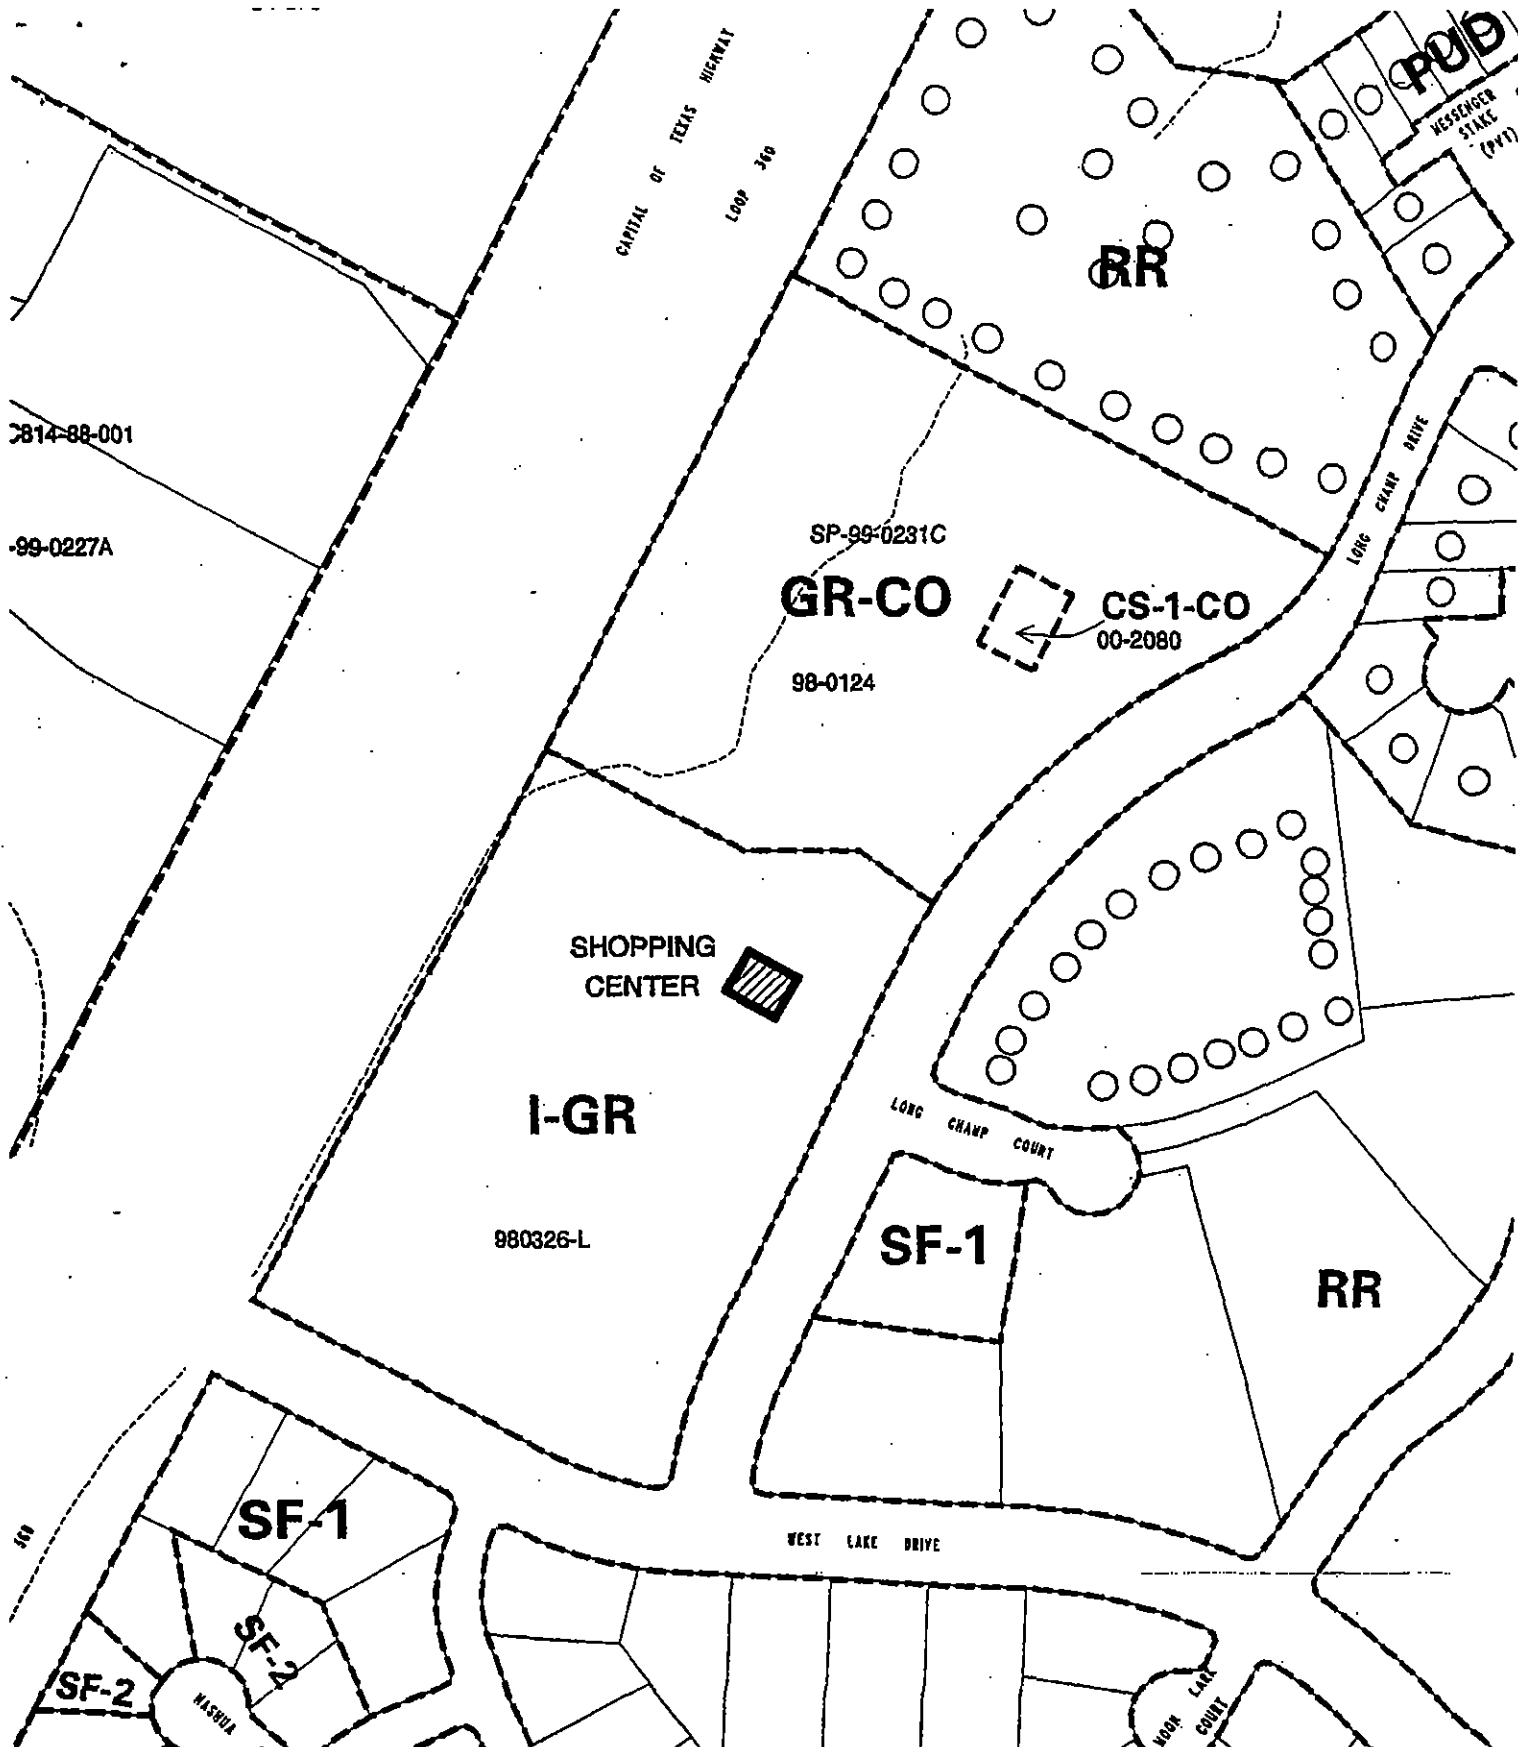 PUD
MESSENGER
STAKE
(PVT)
CAPITAL OF TEXAS HIGHWAY
LOOP 360
RR
C814-88-001
-99-0227A
LONG CHAMP DRIVE
SP-99-0231C
GR-CO
CS-1-CO
00-2080
98-0124
SHOPPING
CENTER
I-GR
LONG CHAMP COURT
980326-L
SF-1
RR
SF-1
360
WEST LAKE DRIVE
SF-2
SF-2
NASHUA
LARK
MOON COURT